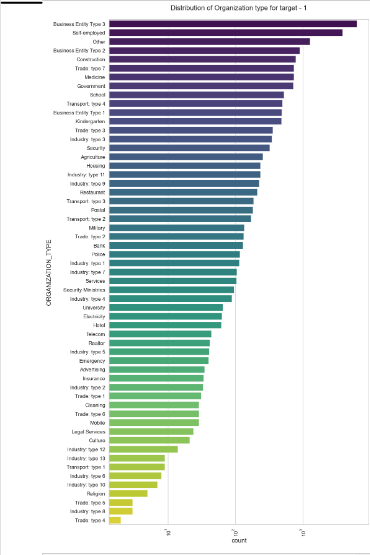 Distribution of Organization type for target - 1
Business Entity Type 3
Self-employed
Other
Business Entity Type 2
Construction
Trade: type 7
Medicine
Government
School
Transport: type 4
Business Entity Type 1
Kindergarten
Trade: type 3
Industry: type 3
Security
Agriculture
Housing
Industry: type 11
Industry: type 9
Restaurant
Transport: type 3
Postal
Transport: type 2
Military
Trade: type 2
Bank
Police
Industry: type 1
Industry: type 7
Services
Security Ministries
Industry: type 4
University
Electricity
Hotel
Telecom
Realtor
Industry: type 5
Emergency
Advertising
Insurance
Industry: type 2
Trade: type 1
Cleaning
Trade: type 6
Mobile
Legal Services
Culture
Industry: type 12
Industry: type 13
Transport: type 1
Industry: type 6
Industry: type 10
Religion
Trade: type 5
Industry: type 8
Trade: type 4
ORGANIZATION_TYPE
count